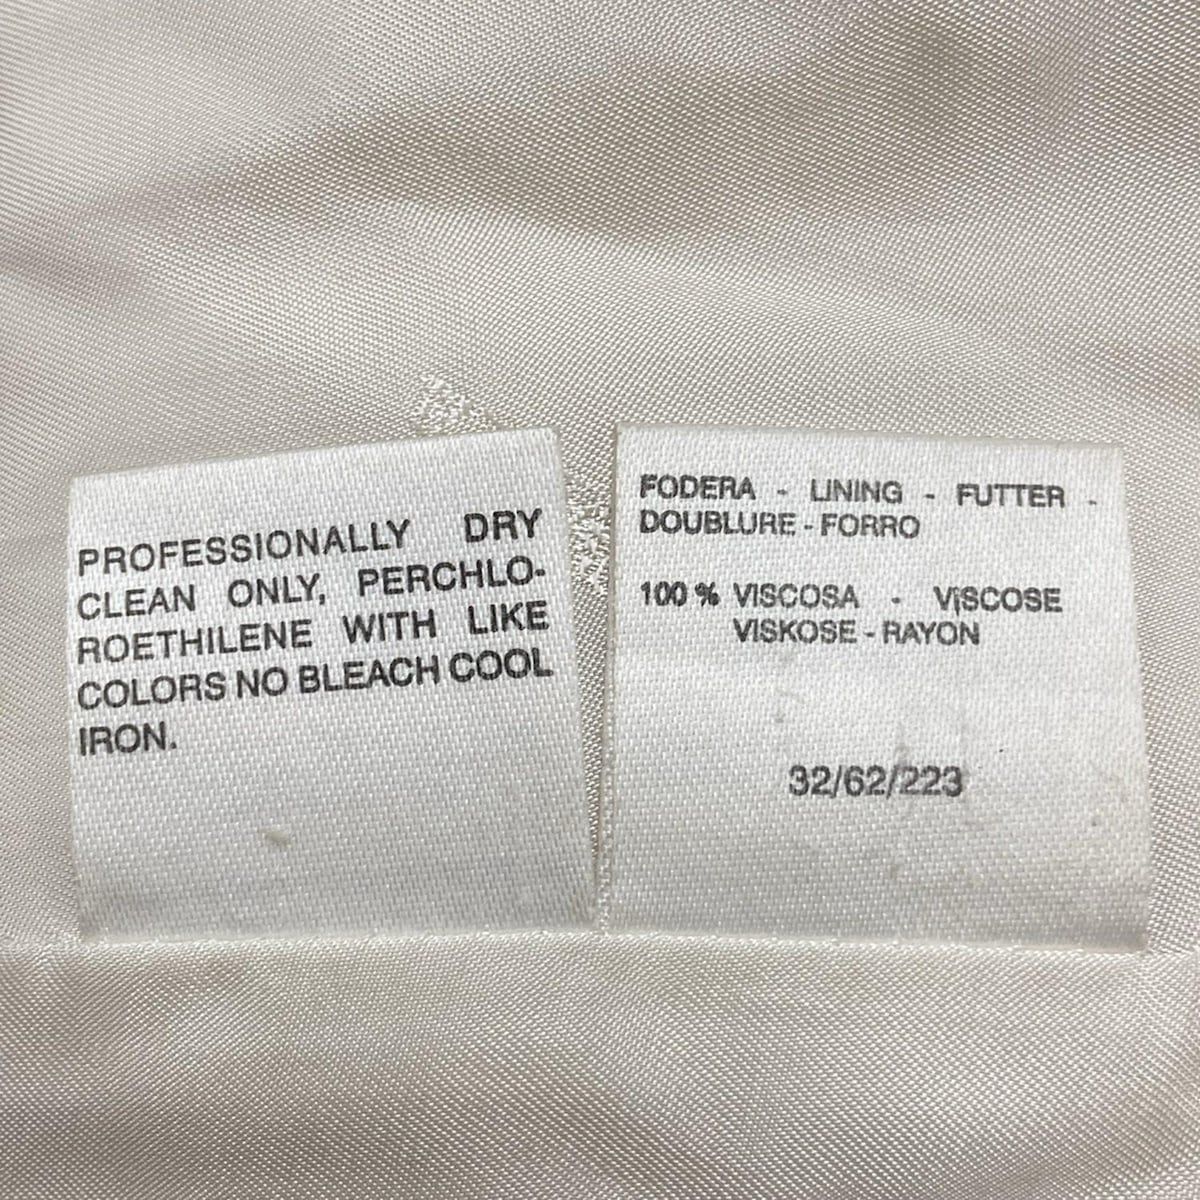 PROFESSIONALLY DRY
CLEAN ONLY, PERCHLO-
ROETHILENE WITH LIKE
COLORS NO BLEACH COOL
IRON.
FODERA - LINING - FUTTER -
DOUBLURE - FORRO
100 % VISCOSA - VISCOSE
VISKOSE - RAYON
32/62/223